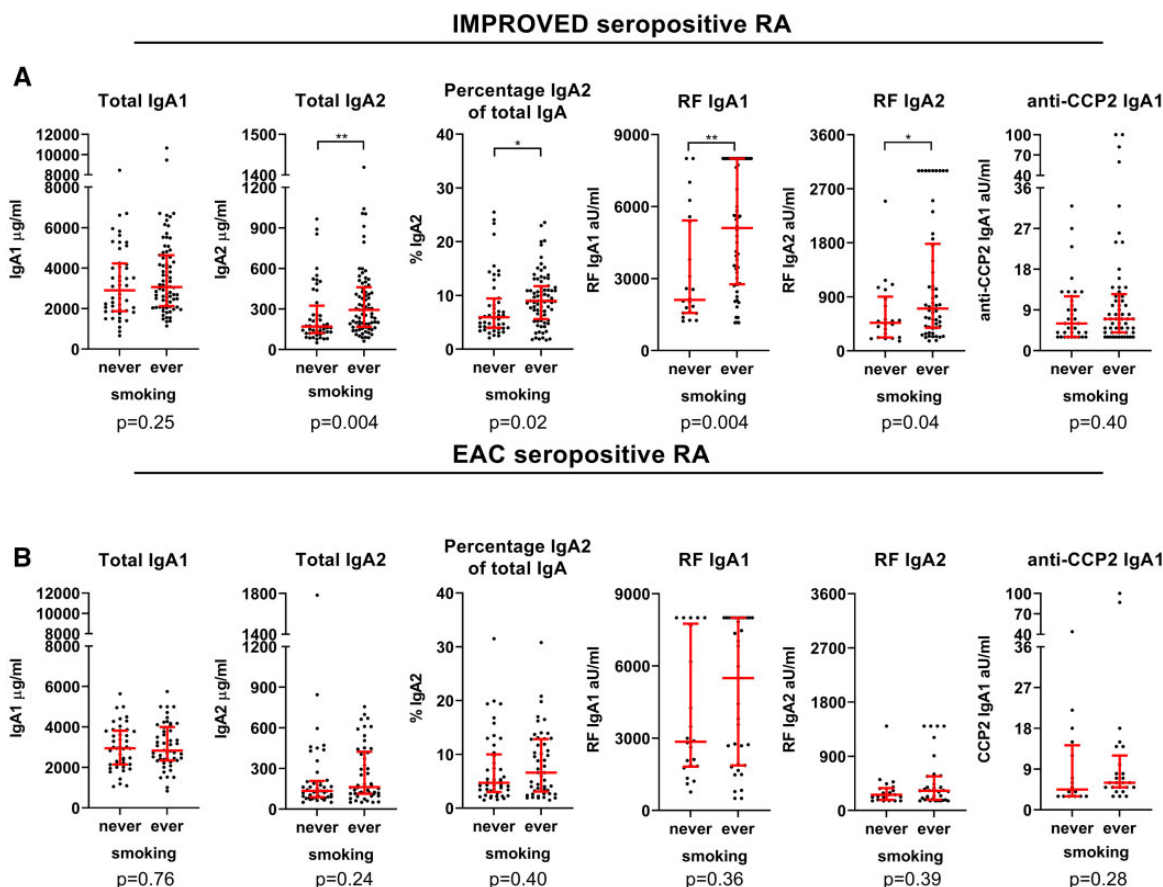 IMPROVED seropositive RA
A
Total IgA1
Total IgA2
Percentage IgA2
of total IgA
RF IgA1
RF IgA2
anti-CCP2 IgA1
IgA1 µg/ml
12000
10000
8000
8000
6000
4000
2000
0
never ever
smoking
p=0.25
IgA2 µg/ml
1500
1400
1200
900
600
300
0
**
never ever
smoking
p=0.004
% IgA2
40
30
20
10
0
*
never ever
smoking
p=0.02
RF IgA1 aU/ml
9000
6000
3000
0
**
never ever
smoking
p=0.004
RF IgA2 aU/ml
3600
2700
1800
900
0
*
never ever
smoking
p=0.04
anti-CCP2 IgA1 aU/ml
100
70
40
36
27
18
9
0
never ever
smoking
p=0.40
EAC seropositive RA
B
Total IgA1
Total IgA2
Percentage IgA2
of total IgA
RF IgA1
RF IgA2
anti-CCP2 IgA1
IgA1 µg/ml
12000
10000
8000
8000
6000
4000
2000
0
never ever
smoking
p=0.76
IgA2 µg/ml
1800
1400
1200
900
600
300
0
never ever
smoking
p=0.24
% IgA2
40
30
20
10
0
never ever
smoking
p=0.40
RF IgA1 aU/ml
9000
6000
3000
0
never ever
smoking
p=0.36
RF IgA2 aU/ml
3600
2700
1800
900
0
never ever
smoking
p=0.39
CCP2 IgA1 aU/ml
100
70
40
36
27
18
9
0
never ever
smoking
p=0.28